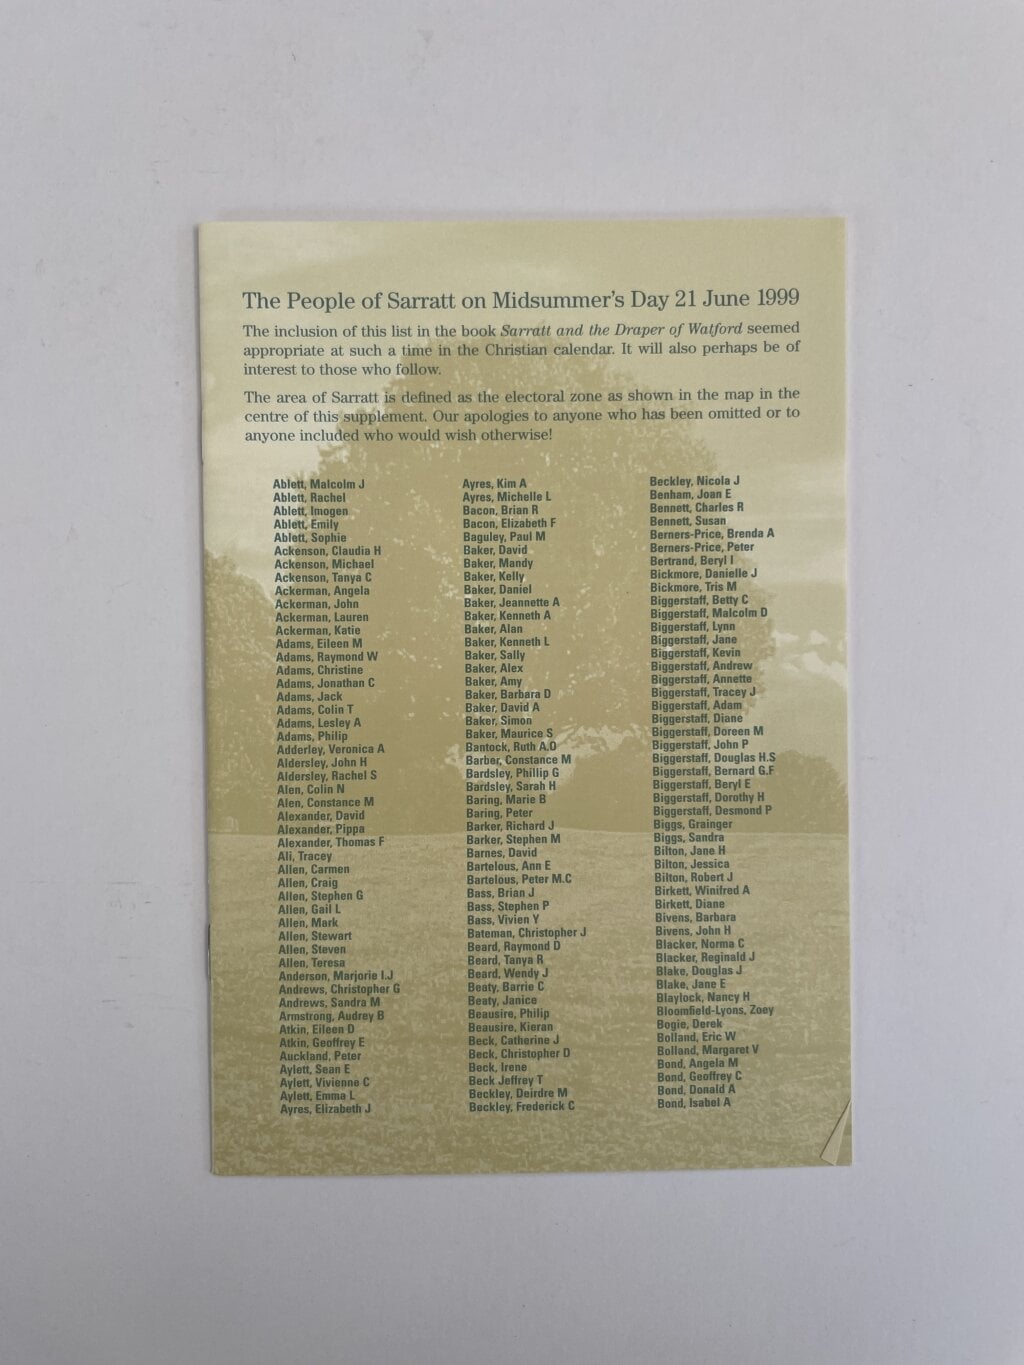 The People of Sarratt on Midsummer's Day 21 June 1999
The inclusion of this list in the book Sarratt and the Draper of Watford seemed
appropriate at such a time in the Christian calendar. It will also perhaps be of
interest to those who follow.
The area of Sarratt is defined as the electoral zone as shown in the map in the
centre of this supplement. Our apologies to anyone who has been omitted or to
anyone included who would wish otherwise!
Ablett, Malcolm J
Ablett, Rachel
Ablett, Imogen
Ablett, Emily
Ablett, Sophie
Ackenson, Claudia H
Ackenson, Michael
Ackenson, Tanya C
Ackerman, Angela
Ackerman, John
Ackerman, Lauren
Ackerman, Katie
Adams, Eileen M
Adams, Raymond W
Adams, Christine
Adams, Jonathan C
Adams, Jack
Adams, Colin T
Adams, Lesley A
Adams, Philip
Adderley, Veronica A
Aldersley, John H
Aldersley, Rachel S
Alen, Colin N
Alen, Constance M
Alexander, David
Alexander, Pippa
Alexander, Thomas F
Ali, Tracey
Allen, Carmen
Allen, Craig
Allen, Stephen G
Allen, Gail L
Allen, Mark
Allen, Stewart
Allen, Steven
Allen, Teresa
Anderson, Marjorie I.J
Andrews, Christopher G
Andrews, Sandra M
Armstrong, Audrey B
Atkin, Eileen D
Atkin, Geoffrey E
Auckland, Peter
Aylett, Sean E
Aylett, Vivienne C
Aylett, Emma L
Ayres, Elizabeth J
Ayres, Kim A
Ayres, Michelle L
Bacon, Brian R
Bacon, Elizabeth F
Baguley, Paul M
Baker, David
Baker, Mandy
Baker, Kelly
Baker, Daniel
Baker, Jeannette A
Baker, Kenneth A
Baker, Alan
Baker, Kenneth L
Baker, Sally
Baker, Alex
Baker, Amy
Baker, Barbara D
Baker, David A
Baker, Simon
Baker, Maurice S
Bantock, Ruth A.O
Barber, Constance M
Bardsley, Phillip G
Bardsley, Sarah H
Baring, Marie B
Baring, Peter
Barker, Richard J
Barker, Stephen M
Barnes, David
Bartelous, Ann E
Bartelous, Peter M.C
Bass, Brian J
Bass, Stephen P
Bass, Vivien Y
Bateman, Christopher J
Beard, Raymond D
Beard, Tanya R
Beard, Wendy J
Beaty, Barrie C
Beaty, Janice
Beausire, Philip
Beausire, Kieran
Beck, Catherine J
Beck, Christopher D
Beck, Irene
Beck Jeffrey T
Beckley, Deirdre M
Beckley, Frederick C
Beckley, Nicola J
Benham, Joan E
Bennett, Charles R
Bennett, Susan
Berners-Price, Brenda A
Berners-Price, Peter
Bertrand, Beryl I
Bickmore, Danielle J
Bickmore, Tris M
Biggerstaff, Betty C
Biggerstaff, Malcolm D
Biggerstaff, Lynn
Biggerstaff, Jane
Biggerstaff, Kevin
Biggerstaff, Andrew
Biggerstaff, Annette
Biggerstaff, Tracey J
Biggerstaff, Adam
Biggerstaff, Diane
Biggerstaff, Doreen M
Biggerstaff, John P
Biggerstaff, Douglas H.S
Biggerstaff, Bernard G.F
Biggerstaff, Beryl E
Biggerstaff, Dorothy H
Biggerstaff, Desmond P
Biggs, Grainger
Biggs, Sandra
Bilton, Jane H
Bilton, Jessica
Bilton, Robert J
Birkett, Winifred A
Birkett, Diane
Bivens, Barbara
Bivens, John H
Blacker, Norma C
Blacker, Reginald J
Blake, Douglas J
Blake, Jane E
Blaylock, Nancy H
Bloomfield-Lyons, Zoey
Bogie, Derek
Bolland, Eric W
Bolland, Margaret V
Bond, Angela M
Bond, Geoffrey C
Bond, Donald A
Bond, Isabel A